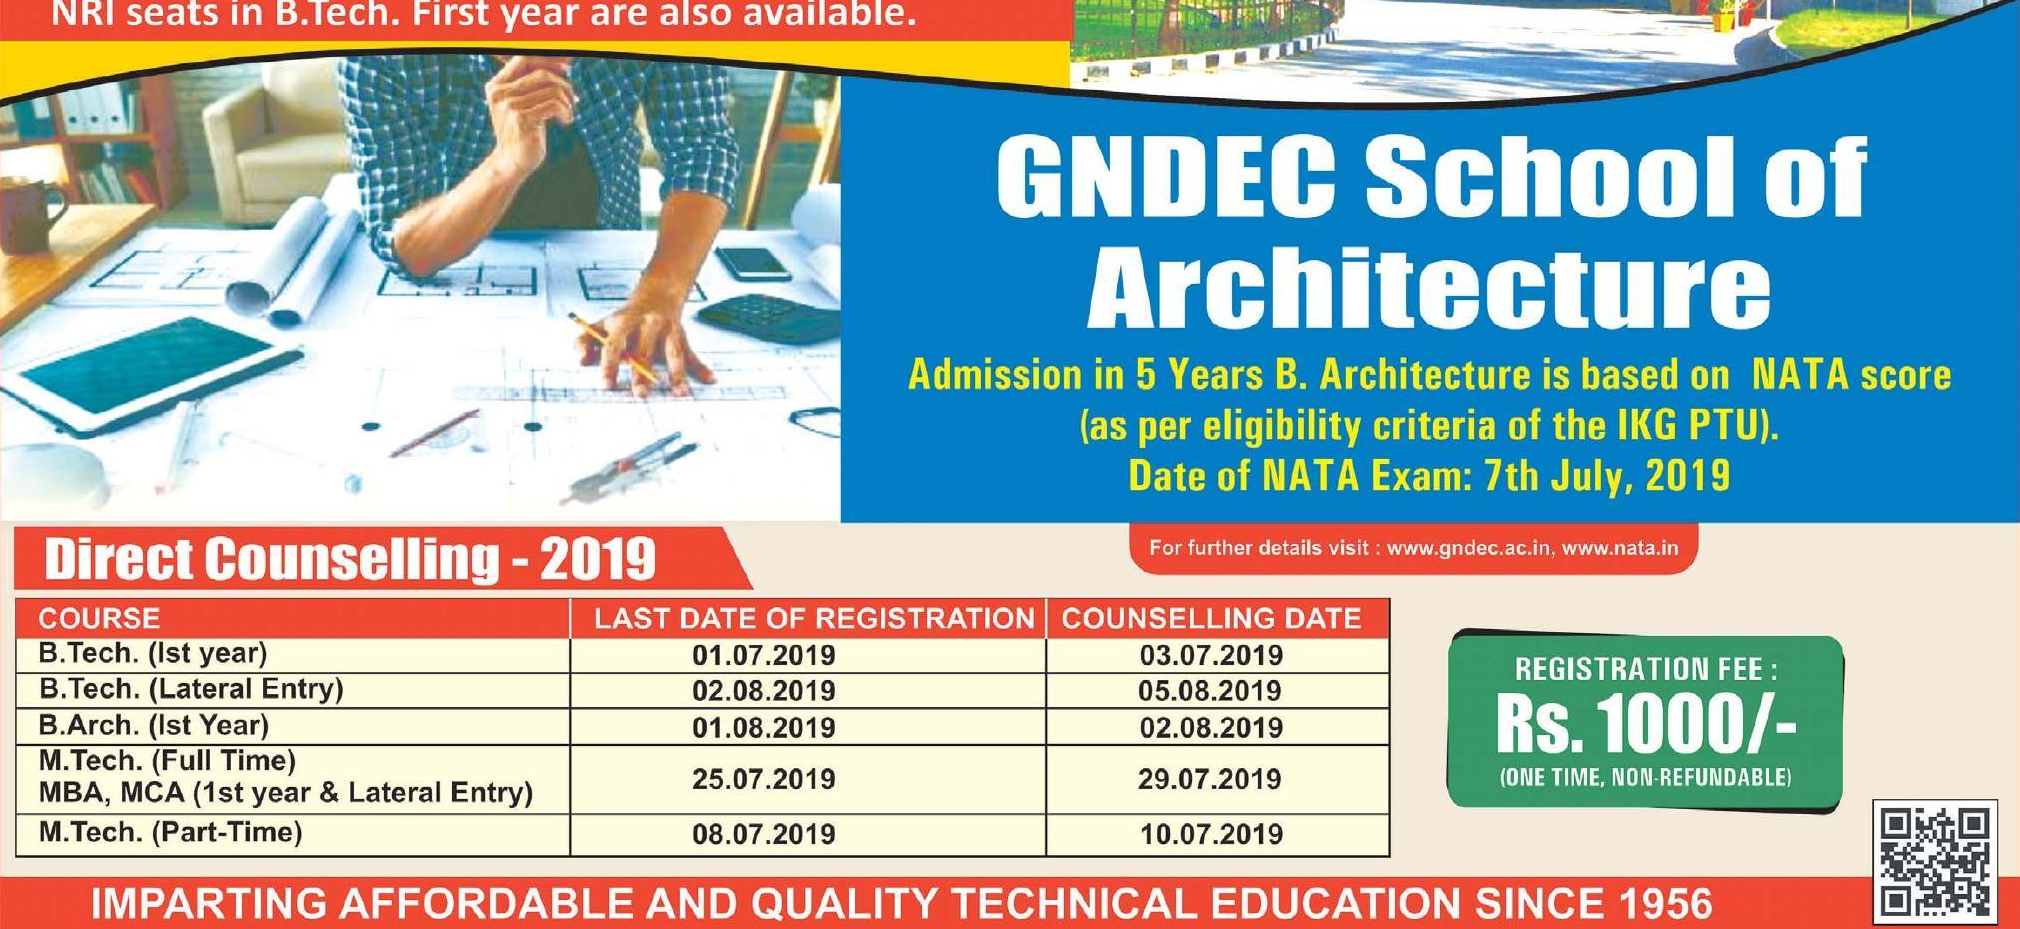 NRI seats in B.Tech. First year are also available.
GNDEC School of
Architecture
Admission in 5 Years B. Architecture is based on NATA score
(as per eligibility criteria of the IKG PTU).
Date of NATA Exam: 7th July, 2019
For further details visit : www.gndec.ac.in, www.nata.in
Direct Counselling - 2019
COURSE LAST DATE OF REGISTRATION COUNSELLING DATE
B.Tech. (Ist year) 01.07.2019 03.07.2019
B.Tech. (Lateral Entry) 02.08.2019 05.08.2019
B.Arch. (Ist Year) 01.08.2019 02.08.2019
M.Tech. (Full Time)
MBA, MCA (1st year & Lateral Entry) 25.07.2019 29.07.2019
M.Tech. (Part-Time) 08.07.2019 10.07.2019
REGISTRATION FEE :
Rs. 1000/-
(ONE TIME, NON-REFUNDABLE)
IMPARTING AFFORDABLE AND QUALITY TECHNICAL EDUCATION SINCE 1956